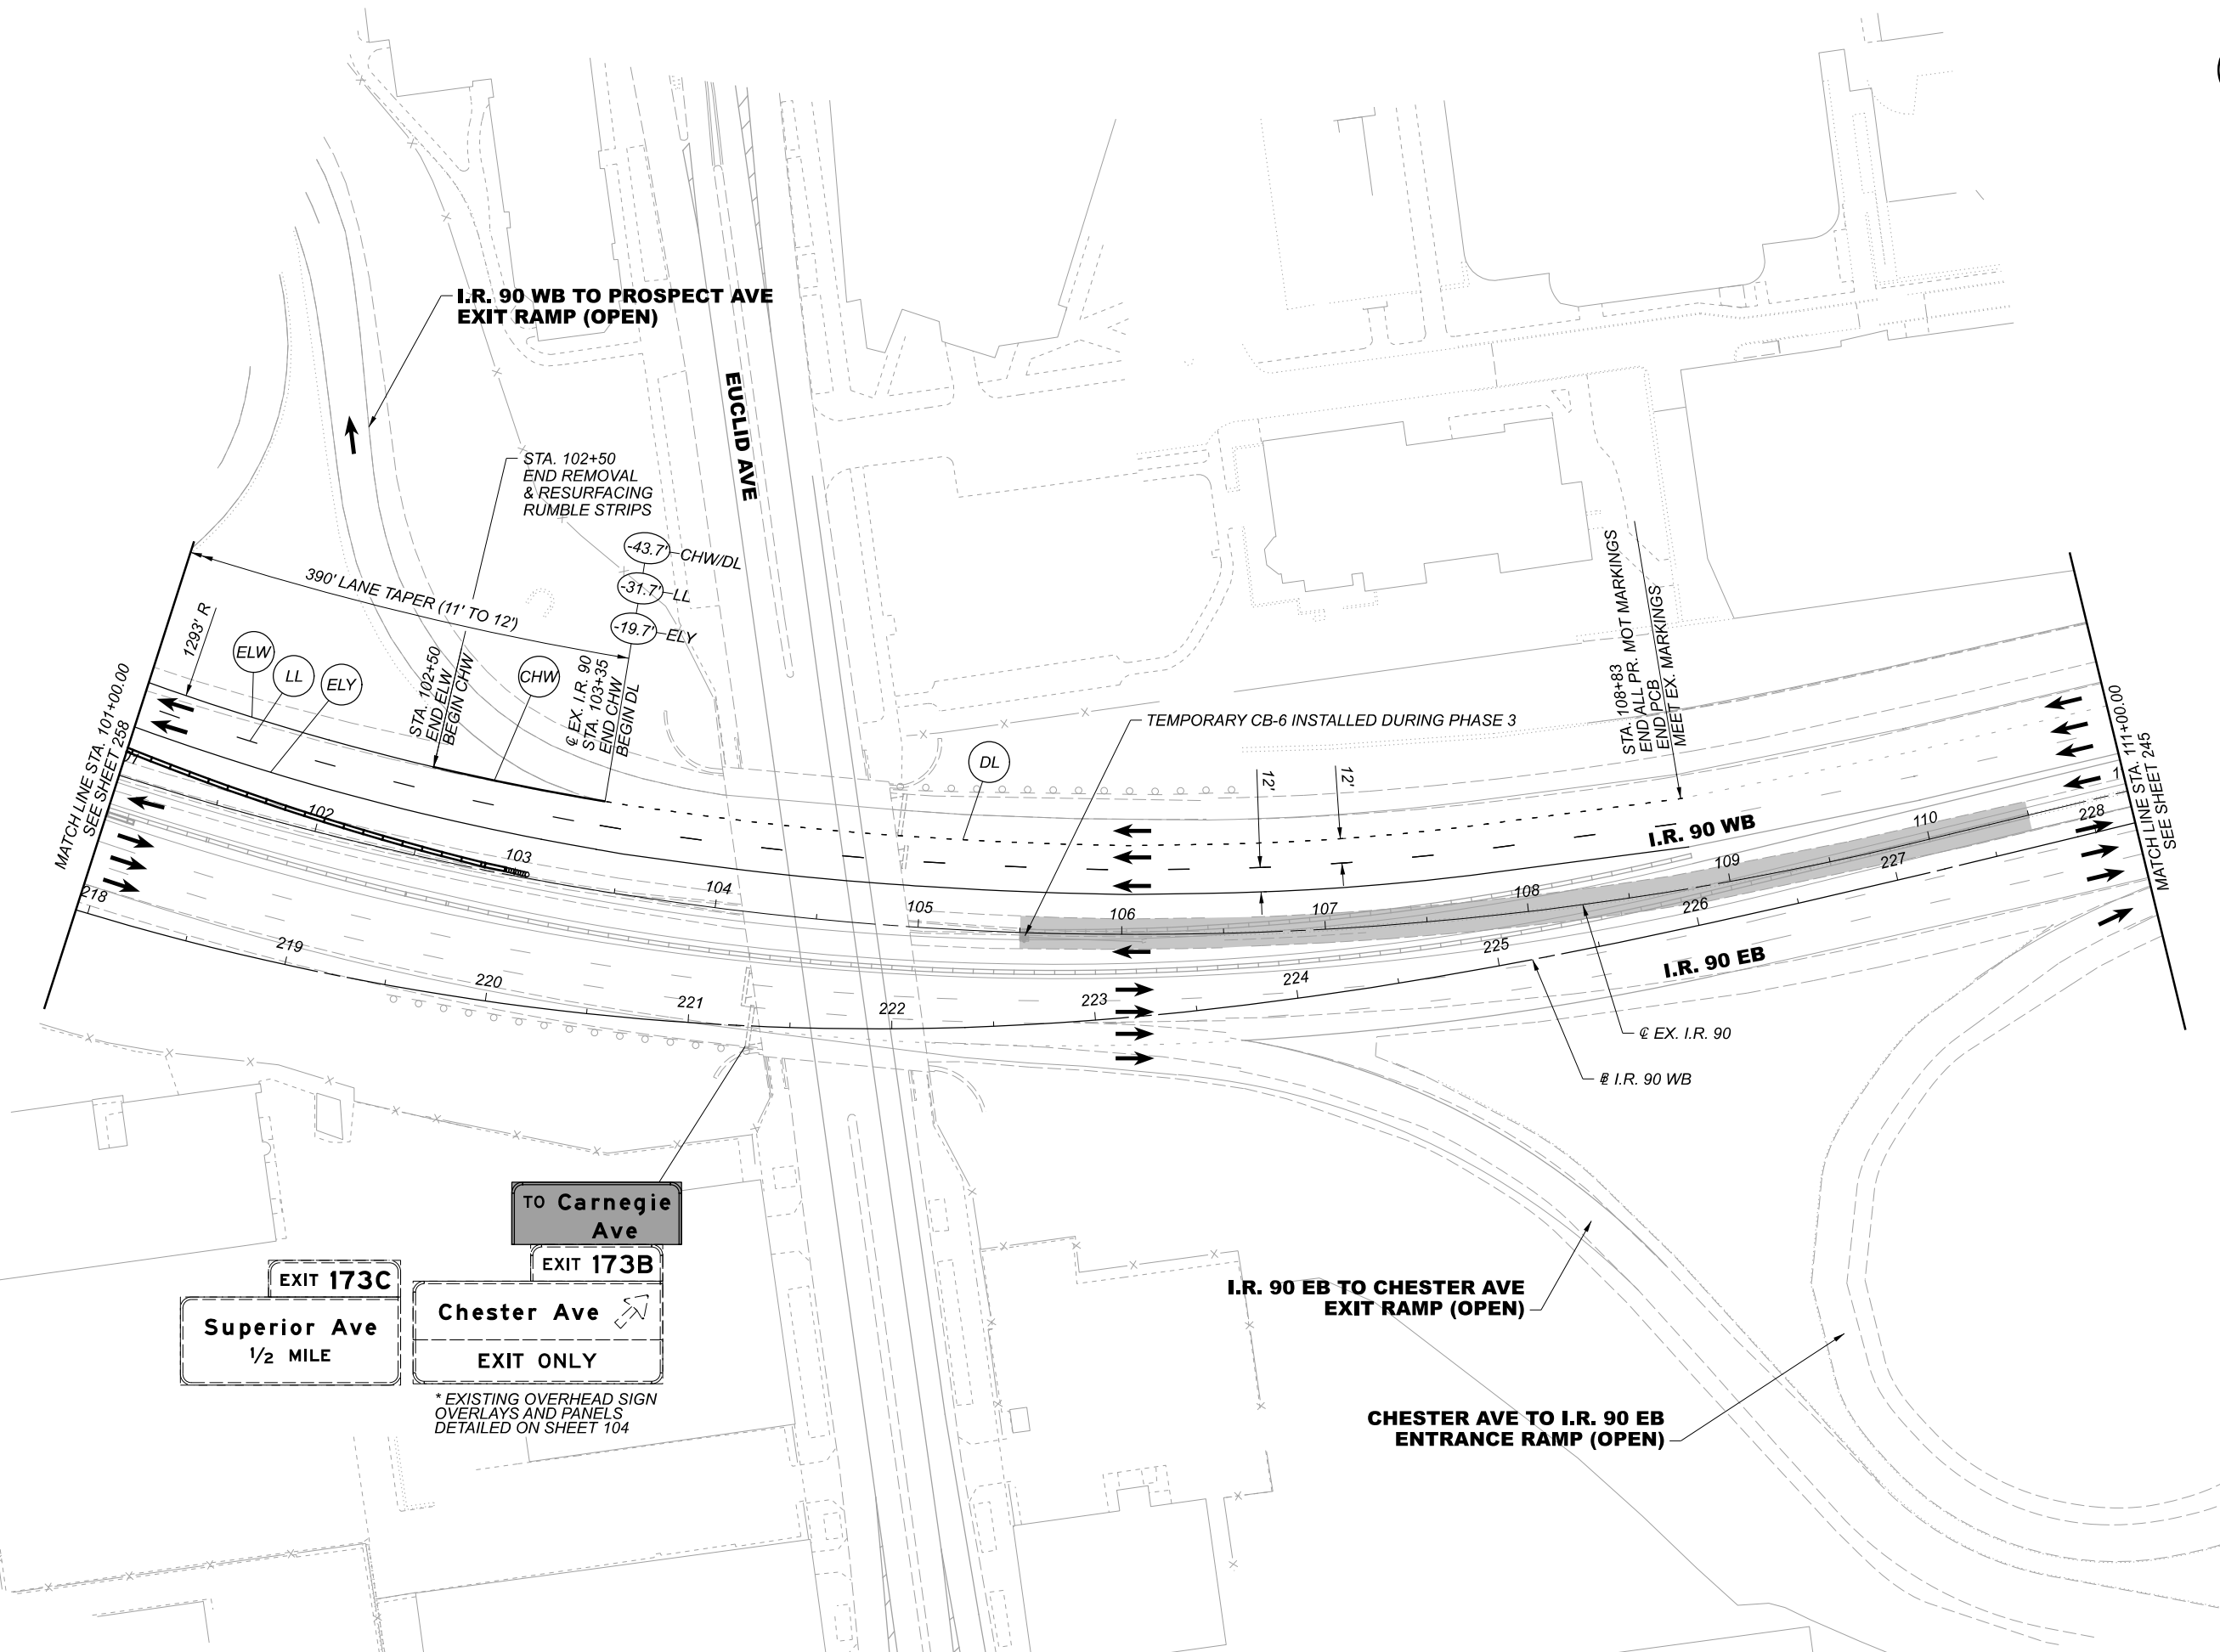 I.R. 90 WB TO PROSPECT AVE
EXIT RAMP (OPEN)
EUCLID AVE
STA. 102+50
END REMOVAL
& RESURFACING
RUMBLE STRIPS
-43.7' CHW/DL
-31.7' LL
-19.7' ELY
390' LANE TAPER (11' TO 12')
1293' R
ELW
LL
ELY
CHW
STA. 102+50
END ELW
BEGIN CHW
℄ EX. I.R. 90
STA. 103+35
END CHW
BEGIN DL
MATCH LINE STA. 101+00.00
SEE SHEET 258
TEMPORARY CB-6 INSTALLED DURING PHASE 3
DL
12'
12'
STA. 108+83
END ALL PR. MOT MARKINGS
END PCB
MEET EX. MARKINGS
MATCH LINE STA. 111+00.00
SEE SHEET 245
I.R. 90 WB
102
103
104
105
106
107
108
109
110
218
219
220
221
222
223
224
225
226
227
228
I.R. 90 EB
℄ EX. I.R. 90
I.R. 90 WB
TO Carnegie
Ave
EXIT 173B
Chester Ave
EXIT ONLY
EXIT 173C
Superior Ave
1/2 MILE
* EXISTING OVERHEAD SIGN
OVERLAYS AND PANELS
DETAILED ON SHEET 104
I.R. 90 EB TO CHESTER AVE
EXIT RAMP (OPEN)
CHESTER AVE TO I.R. 90 EB
ENTRANCE RAMP (OPEN)